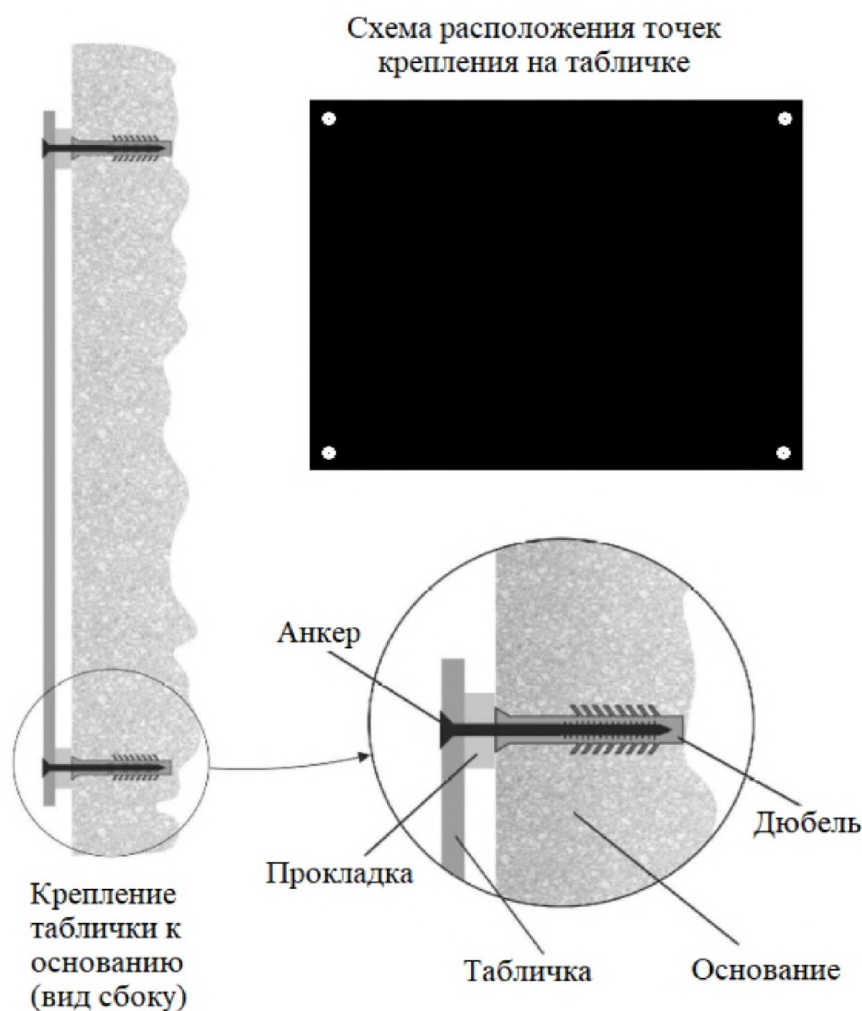 Схема расположения точек
крепления на табличке
Анкер
Прокладка
Дюбель
Крепление
таблички к
основанию
(вид сбоку)
Табличка
Основание